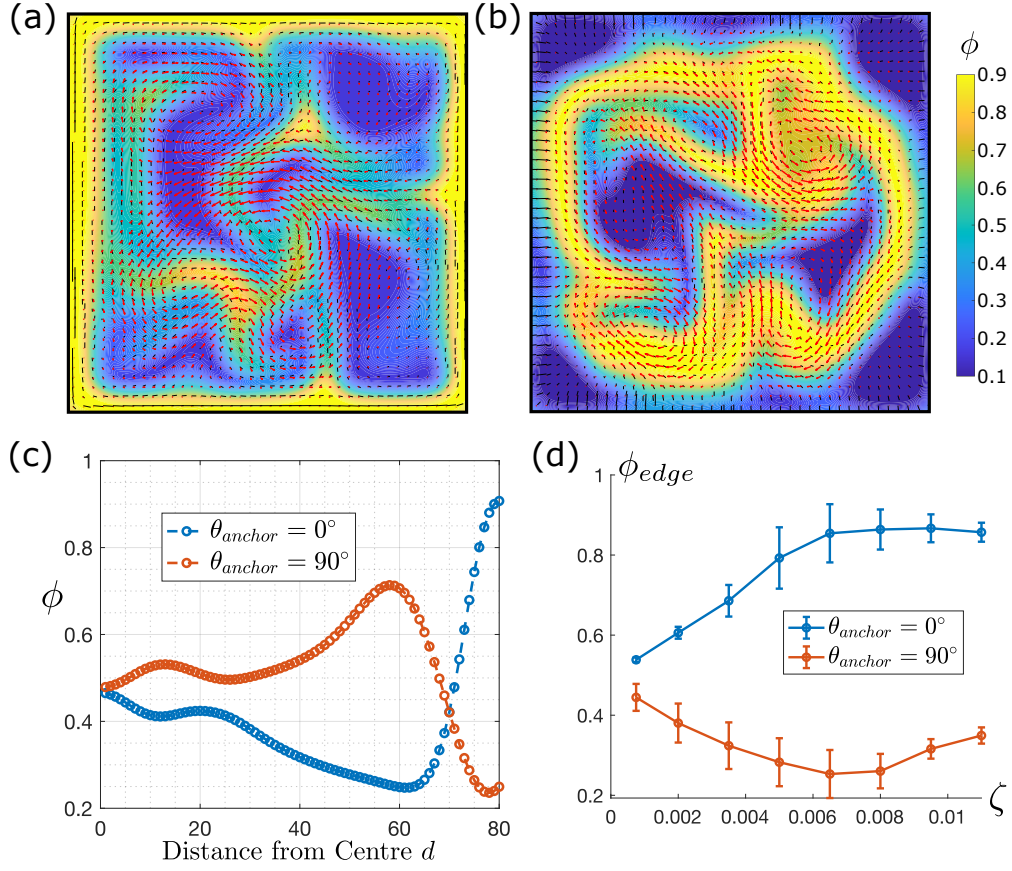 (a)
(b)
ϕ
0.9
0.8
0.7
0.6
0.5
0.4
0.3
0.2
0.1
(c)
1
0.8
ϕ
0.6
0.4
0.2
0 20 40 60 80
Distance from Centre d
θanchor = 0°
θanchor = 90°
(d)
ϕedge
1
0.8
0.6
0.4
0.2
0 0.002 0.004 0.006 0.008 0.01
ζ
θanchor = 0°
θanchor = 90°